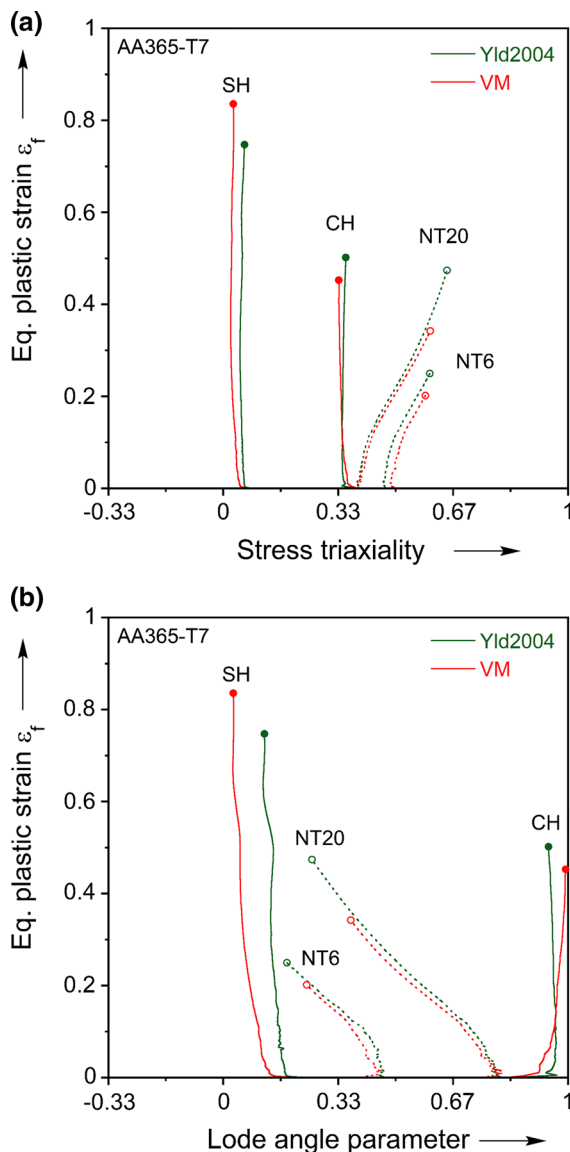 (a)
AA365-T7
Yld2004
VM
SH
CH
NT20
NT6
Eq. plastic strain εf
1
0.8
0.6
0.4
0.2
0
-0.33 0 0.33 0.67 1
Stress triaxiality
(b)
AA365-T7
Yld2004
VM
SH
CH
NT20
NT6
Eq. plastic strain εf
1
0.8
0.6
0.4
0.2
0
-0.33 0 0.33 0.67 1
Lode angle parameter